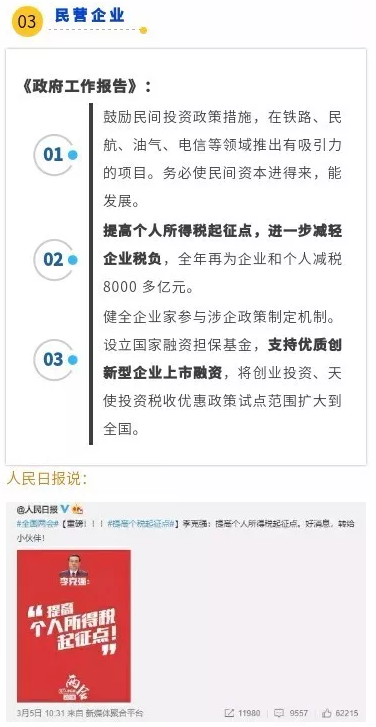 03 民营企业
《政府工作报告》：
鼓励民间投资政策措施，在铁路、民
航、油气、电信等领域推出有吸引力
01
的项目。务必使民间资本进得来，能
发展。
提高个人所得税起征点，进一步减轻
02
企业税负，全年再为企业和个人减税
8000 多亿元。
健全企业家参与涉企政策制定机制。
设立国家融资担保基金，支持优质创
03
新型企业上市融资，将创业投资、天
使投资税收优惠政策试点范围扩大到
全国。
人民日报说：
@人民日报
#全国两会#【重磅！！！#提高个税起征点#】李克强：提高个人所得税起征点。好消息，转给
小伙伴！
李克强：
“提高
个人所得税
起征点！”
两会
3月5日 10:31 来自 新媒体聚合平台
11980 9557 62215